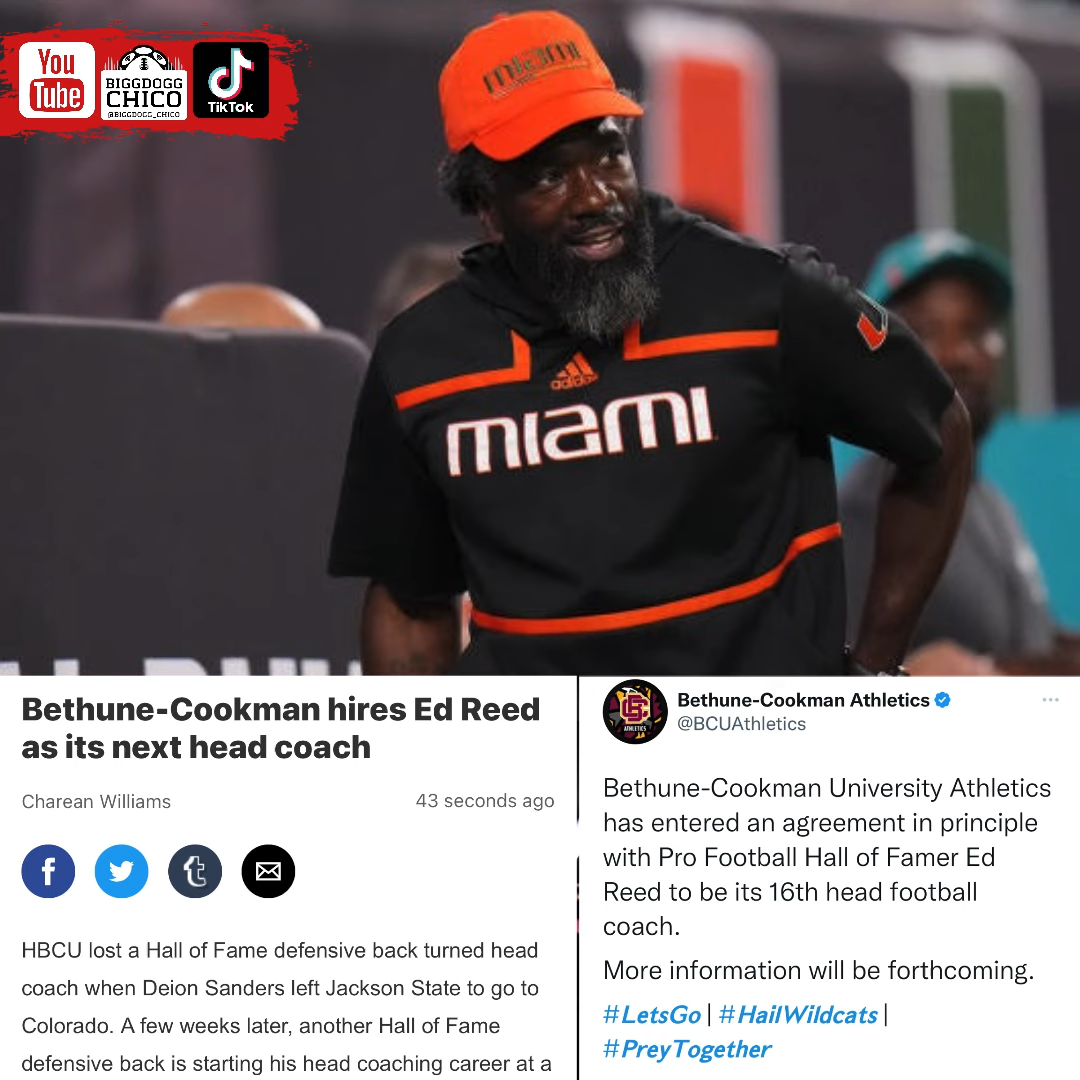 You
Tube
BIGGDOGG
CHICO
@BIGGDOGG_CHICO
TikTok
miami
adidas
miami
Bethune-Cookman hires Ed Reed
as its next head coach
Charean Williams
43 seconds ago
HBCU lost a Hall of Fame defensive back turned head
coach when Deion Sanders left Jackson State to go to
Colorado. A few weeks later, another Hall of Fame
defensive back is starting his head coaching career at a
ATHLETICS
Bethune-Cookman Athletics
@BCUAthletics
Bethune-Cookman University Athletics
has entered an agreement in principle
with Pro Football Hall of Famer Ed
Reed to be its 16th head football
coach.
More information will be forthcoming.
#LetsGo | #HailWildcats |
#PreyTogether